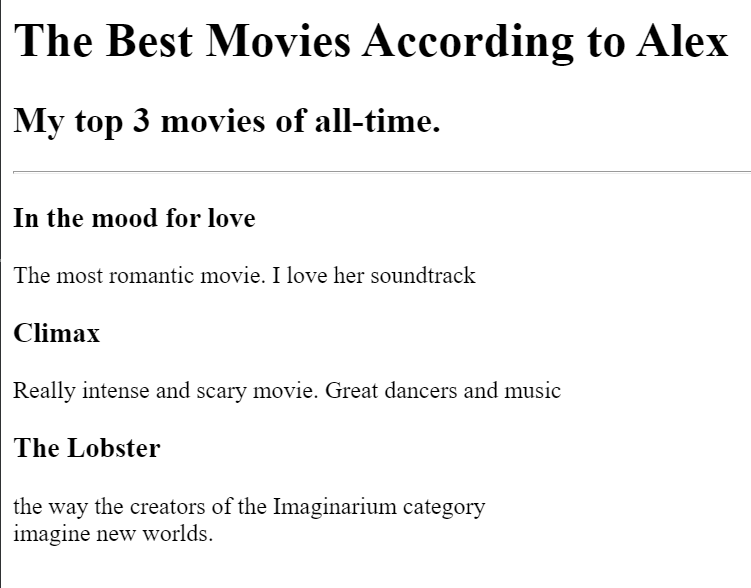 The Best Movies According to Alex
My top 3 movies of all-time.
In the mood for love
The most romantic movie. I love her soundtrack
Climax
Really intense and scary movie. Great dancers and music
The Lobster
the way the creators of the Imaginarium category
imagine new worlds.